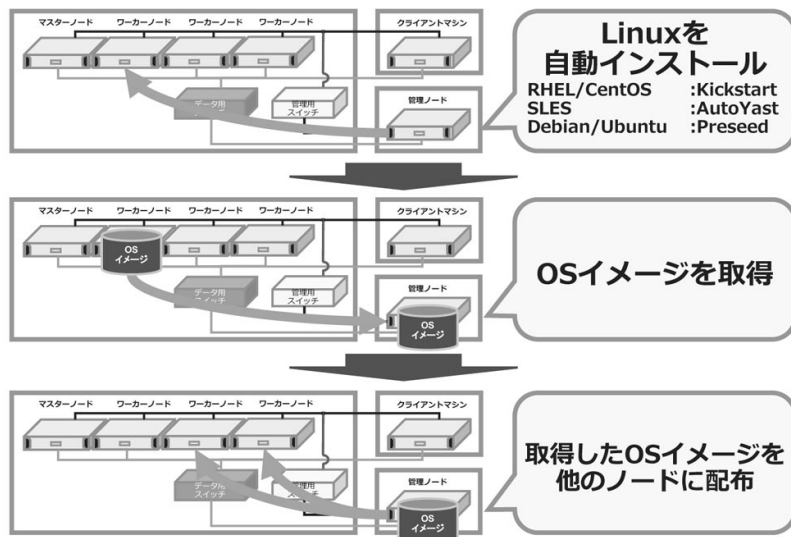 マスターノード ワーカーノード ワーカーノード ワーカーノード
クライアントマシン
データ用
スイッチ
管理用
スイッチ
管理ノード
Linuxを
自動インストール
RHEL/CentOS :Kickstart
SLES :AutoYast
Debian/Ubuntu :Preseed
マスターノード ワーカーノード ワーカーノード ワーカーノード
クライアントマシン
OS
イメージ
データ用
スイッチ
管理用
スイッチ
管理ノード
OS
イメージ
OSイメージを取得
マスターノード ワーカーノード ワーカーノード ワーカーノード
クライアントマシン
データ用
スイッチ
管理用
スイッチ
管理ノード
OS
イメージ
取得したOSイメージを
他のノードに配布